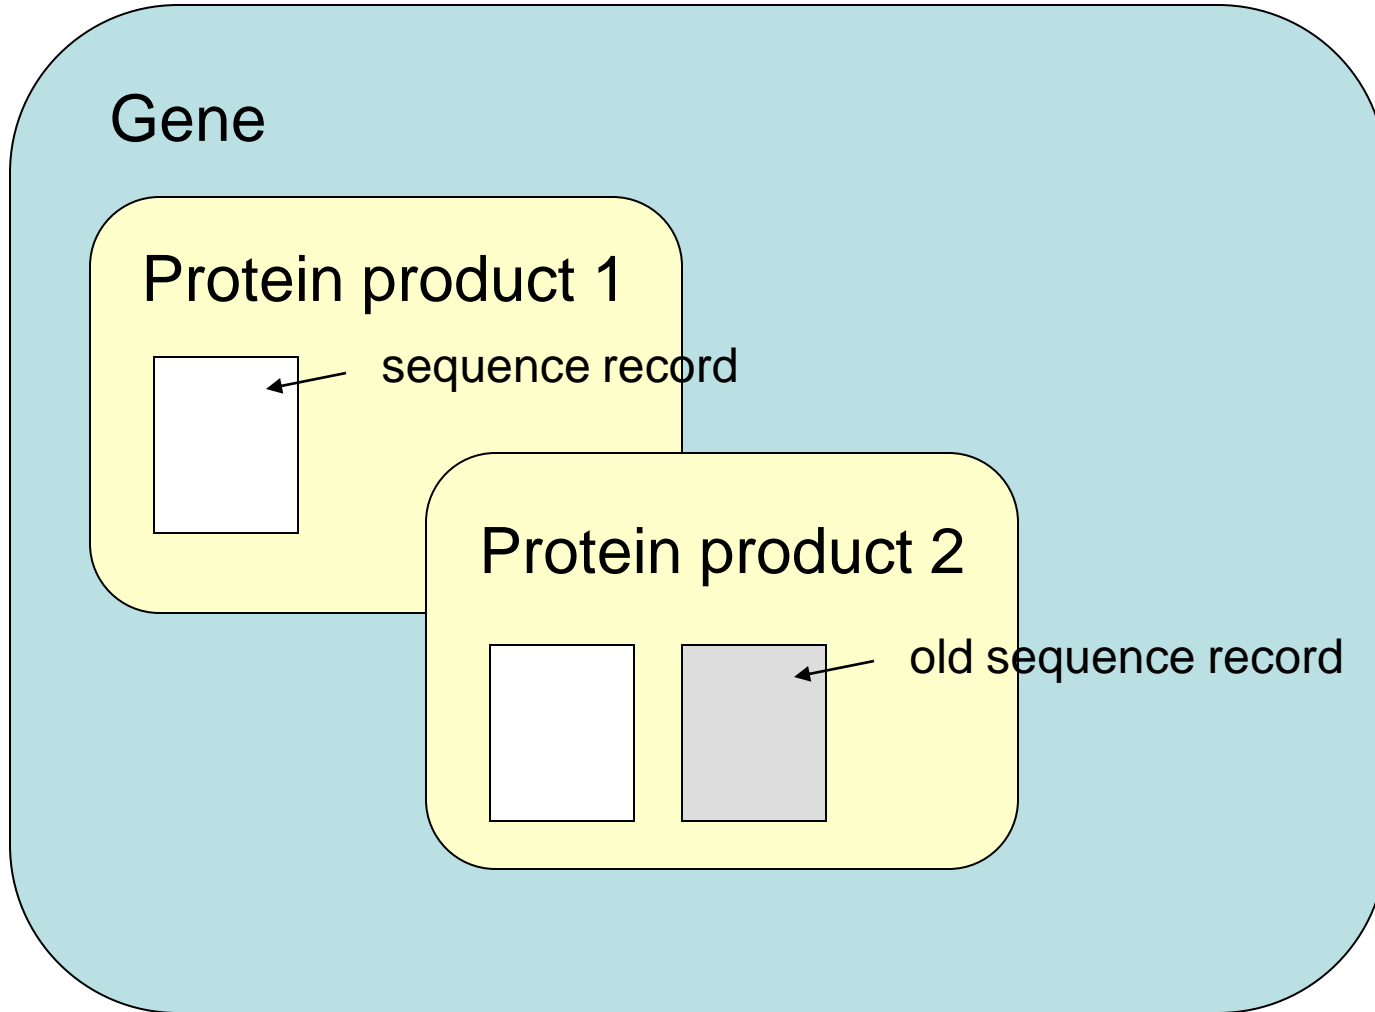 Gene
Protein product 1
sequence record
Protein product 2
old sequence record